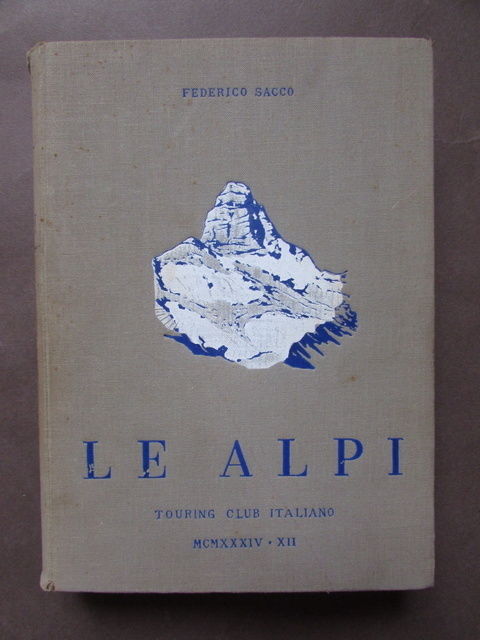 FEDERICO SACCO
LE ALPI
TOURING CLUB ITALIANO
MCMXXXIV • XII